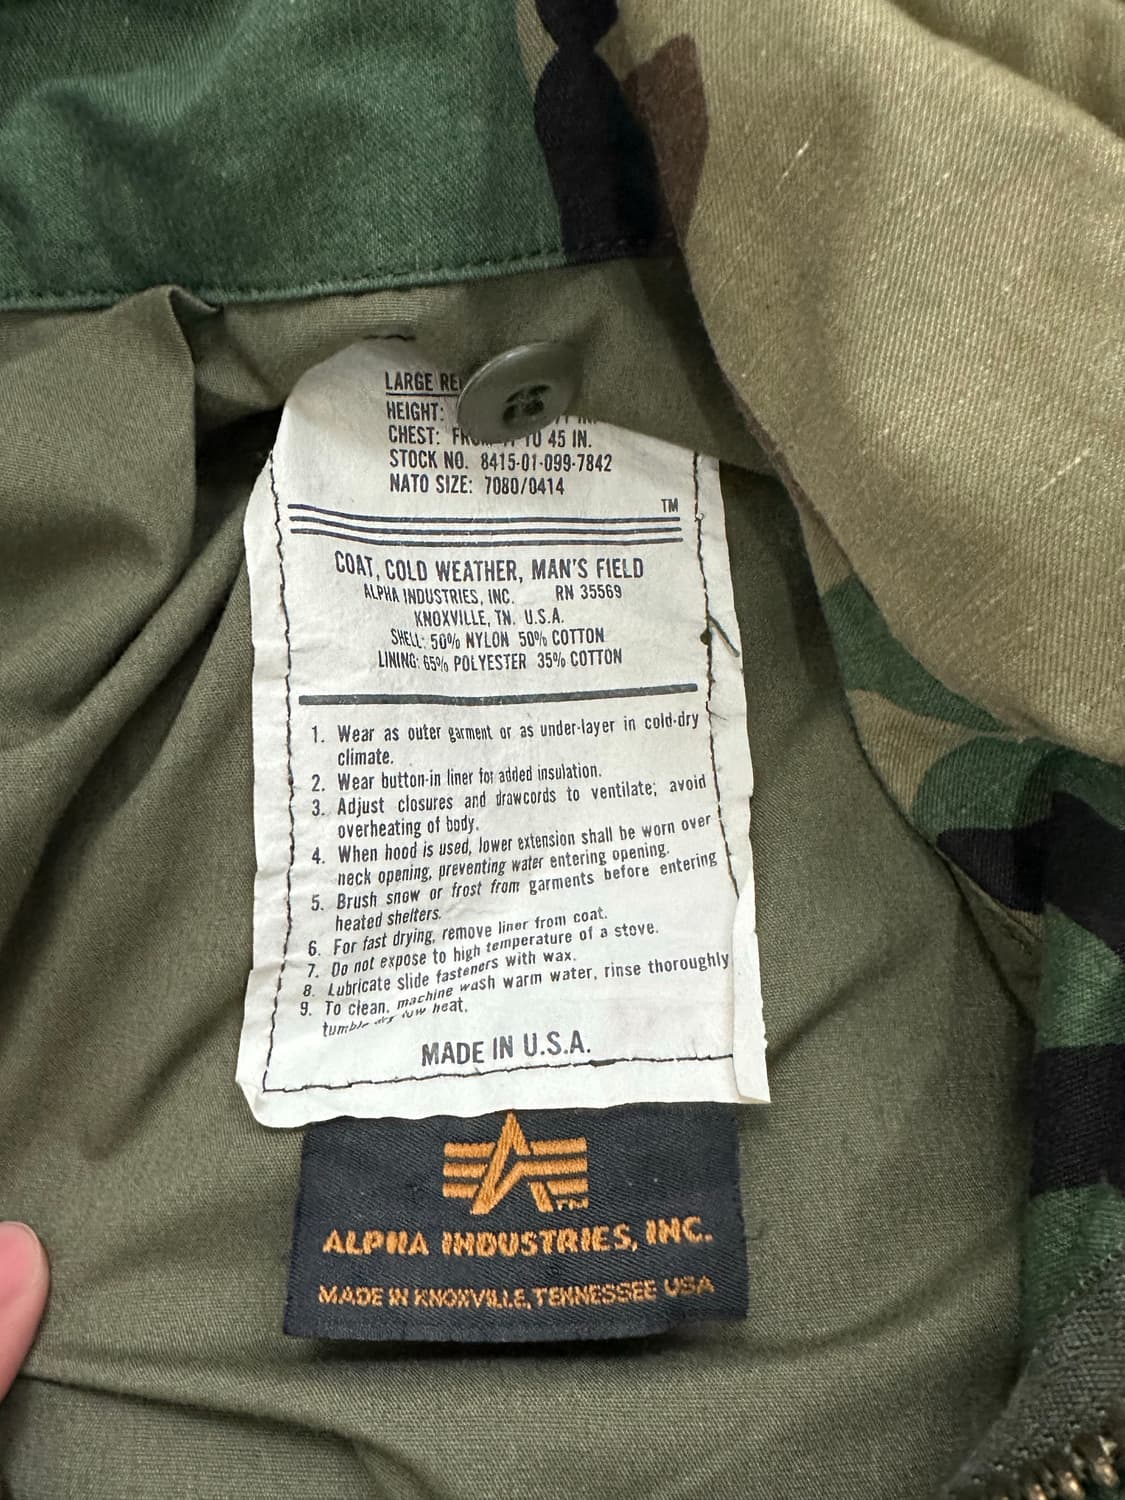 LARGE
HEIGHT:
CHEST: TO 45 IN.
STOCK NO. 8415-01-099-7842
NATO SIZE: 7080/0414
TM
COAT, COLD WEATHER, MAN'S FIELD
ALPHA INDUSTRIES, INC. RN 35569
KNOXVILLE, TN. U.S.A.
SHELL: 50% NYLON 50% COTTON
LINING: 65% POLYESTER 35% COTTON
1. Wear as outer garment or as under-layer in cold-dry
climate.
2. Wear button-in liner for added insulation.
3. Adjust closures and drawcords to ventilate; avoid
overheating of body.
4. When hood is used, lower extension shall be worn over
neck opening, preventing water entering opening.
5. Brush snow or frost from garments before entering
heated shelters.
6. For fast drying, remove liner from coat.
7. Do not expose to high temperature of a stove.
8. Lubricate slide fasteners with wax.
9. To clean, machine wash warm water, rinse thoroughly
tumble dry low heat.
MADE IN U.S.A.
TM
ALPHA INDUSTRIES, INC.
MADE IN KNOXVILLE, TENNESSEE USA